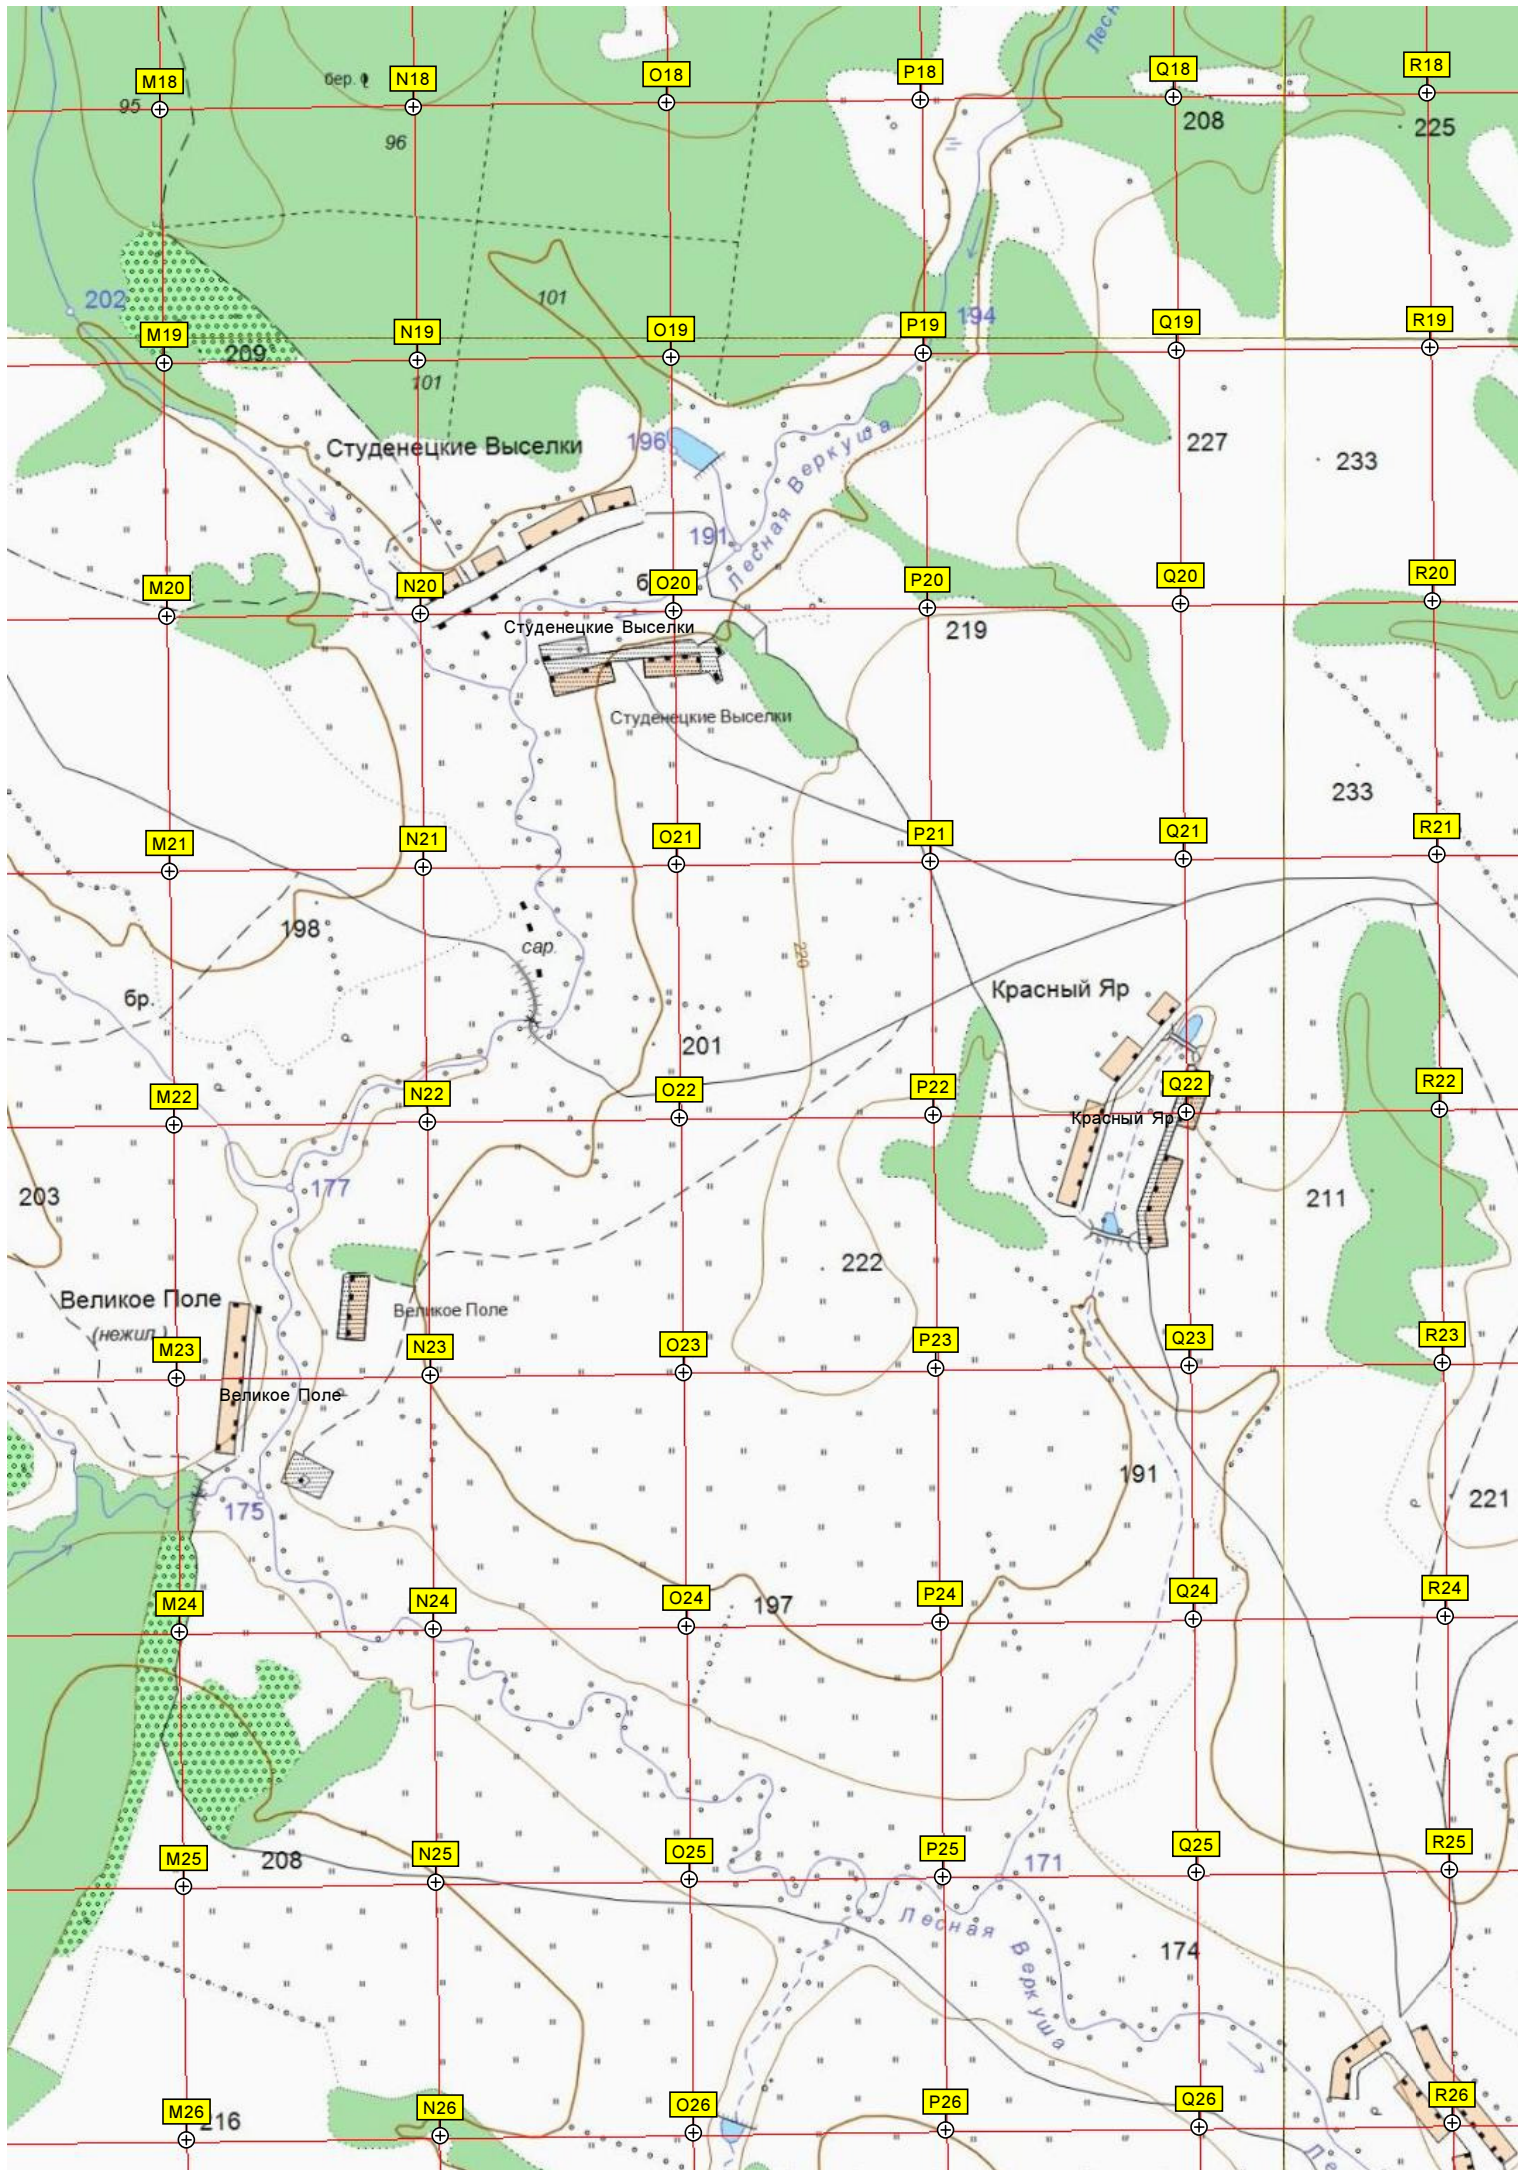 Лесн
M18
N18
O18
P18
Q18
R18
бер.
95
96
208
225
202
101
194
M19
N19
O19
P19
Q19
R19
209
101
Студенецкие Выселки
196
227
233
Лесная Веркуша
191
M20
N20
O20
P20
Q20
R20
Студенецкие Выселки
219
Студенецкие Выселки
233
M21
N21
O21
P21
Q21
R21
198
сар.
220
бр.
Красный Яр
201
M22
N22
O22
P22
Q22
R22
Красный Яр
177
203
211
222
Великое Поле
(нежил.)
Великое Поле
M23
N23
O23
P23
Q23
R23
Великое Поле
191
175
221
M24
N24
O24
P24
Q24
R24
197
M25
N25
O25
P25
Q25
R25
208
171
Лесная Веркуша
174
M26
N26
O26
P26
Q26
R26
216
Ле